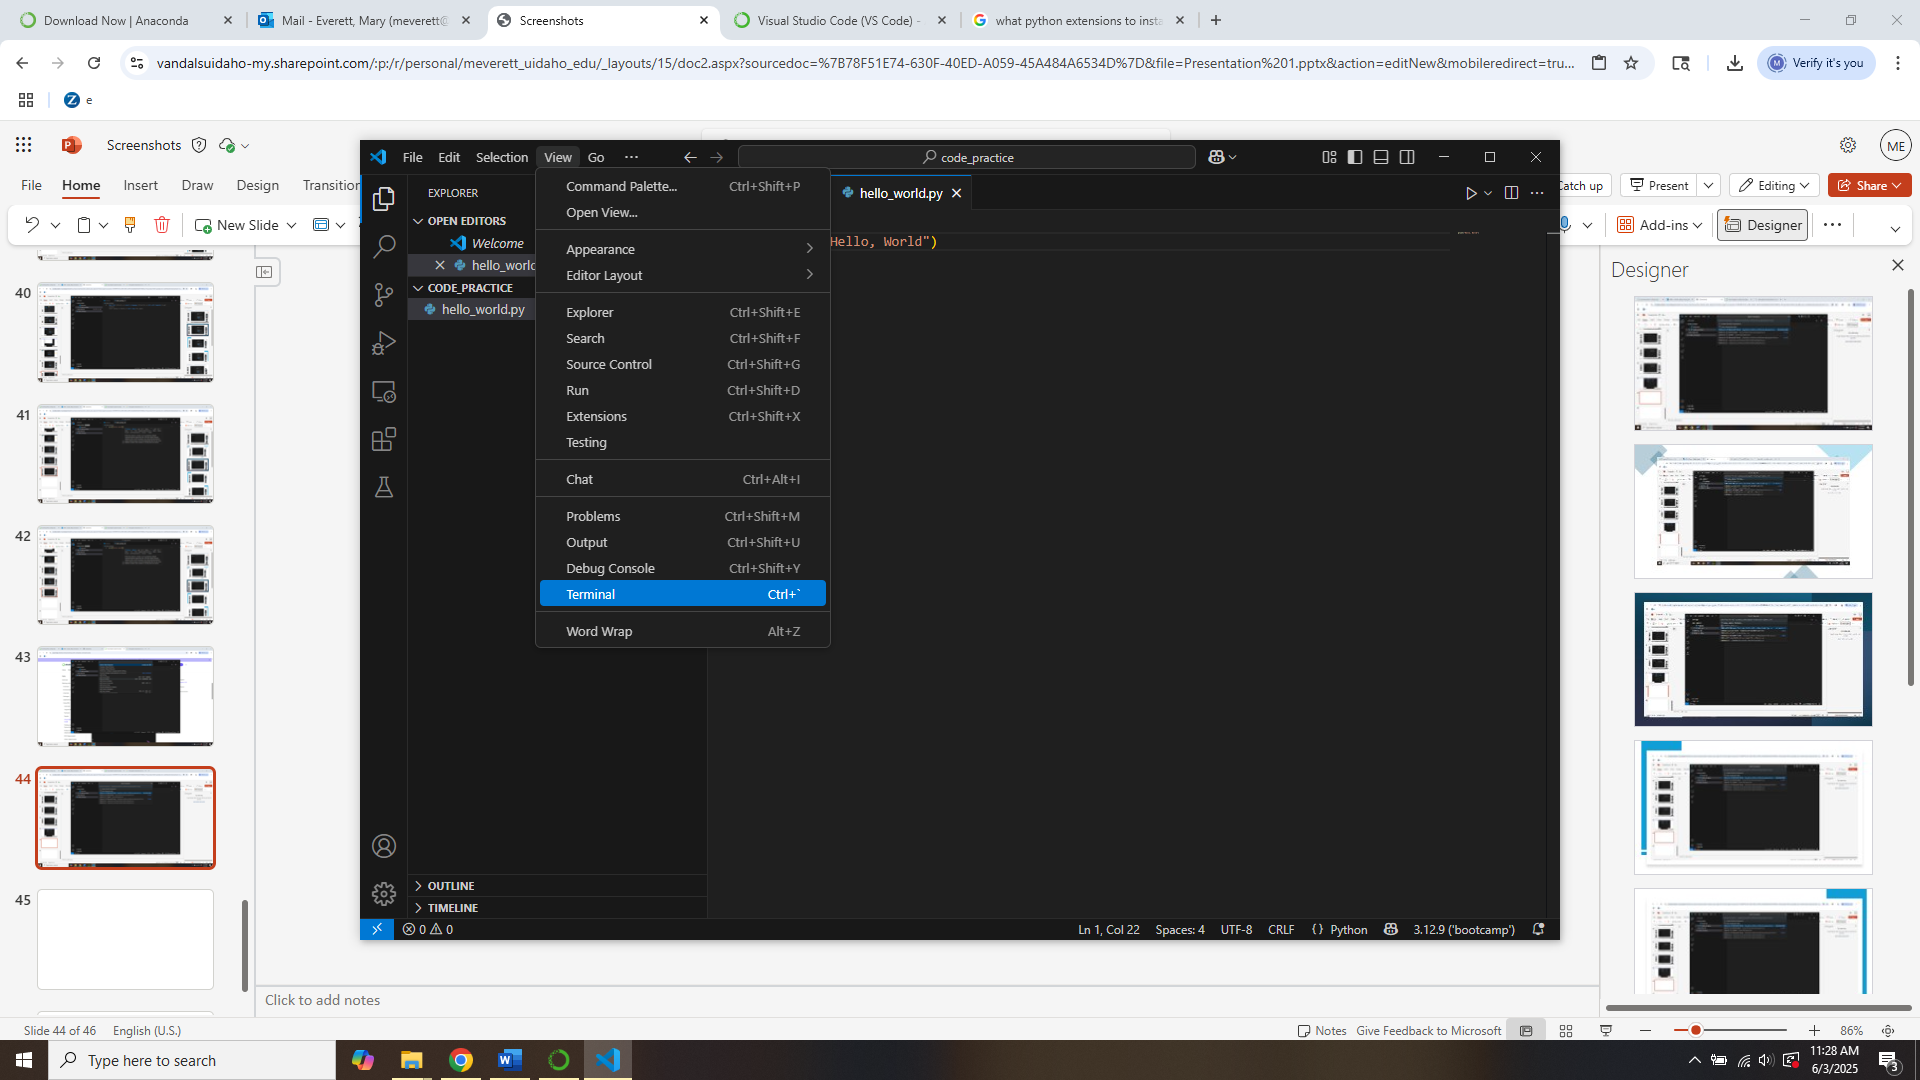 Download Now | Anaconda
Mail - Everett, Mary (meverett@
Screenshots
Visual Studio Code (VS Code) -
what python extensions to insta
vandalsuidaho-my.sharepoint.com/:p:/r/personal/meverett_uidaho_edu/_layouts/15/doc2.aspx?sourcedoc=%7B78F51E74-630F-40ED-A059-45A484A6534D%7D&file=Presentation%201.pptx&action=editNew&mobileredirect=tru...
Verify it's you
e
Screenshots
ME
File Home Insert Draw Design Transition
Catch up Present Editing Share
New Slide
Add-ins Designer
File Edit Selection View Go
code_practice
EXPLORER
OPEN EDITORS
Welcome
hello_world
CODE_PRACTICE
hello_world.py
hello_world.py
Hello, World")
Command Palette... Ctrl+Shift+P
Open View...
Appearance
Editor Layout
Explorer Ctrl+Shift+E
Search Ctrl+Shift+F
Source Control Ctrl+Shift+G
Run Ctrl+Shift+D
Extensions Ctrl+Shift+X
Testing
Chat Ctrl+Alt+I
Problems Ctrl+Shift+M
Output Ctrl+Shift+U
Debug Console Ctrl+Shift+Y
Terminal Ctrl+`
Word Wrap Alt+Z
OUTLINE
TIMELINE
0 0
Ln 1, Col 22 Spaces: 4 UTF-8 CRLF {} Python 3.12.9 ('bootcamp')
40
41
42
43
44
45
Designer
Click to add notes
Slide 44 of 46 English (U.S.)
Notes Give Feedback to Microsoft 86%
Type here to search
11:28 AM
6/3/2025
3